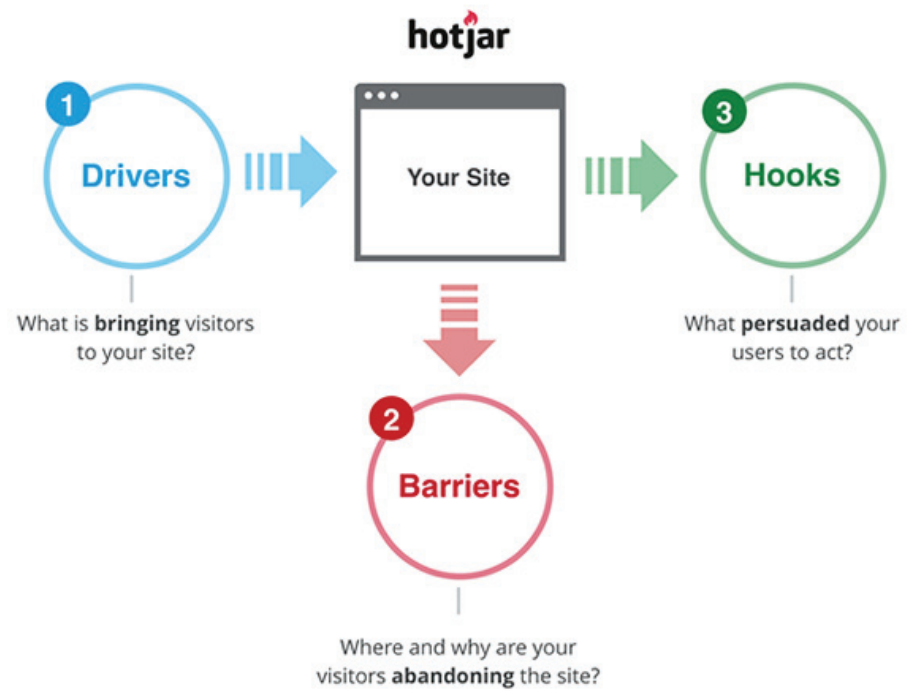 hotjar
1
Drivers
What is bringing visitors
to your site?
Your Site
2
Barriers
Where and why are your
visitors abandoning the site?
3
Hooks
What persuaded your
users to act?